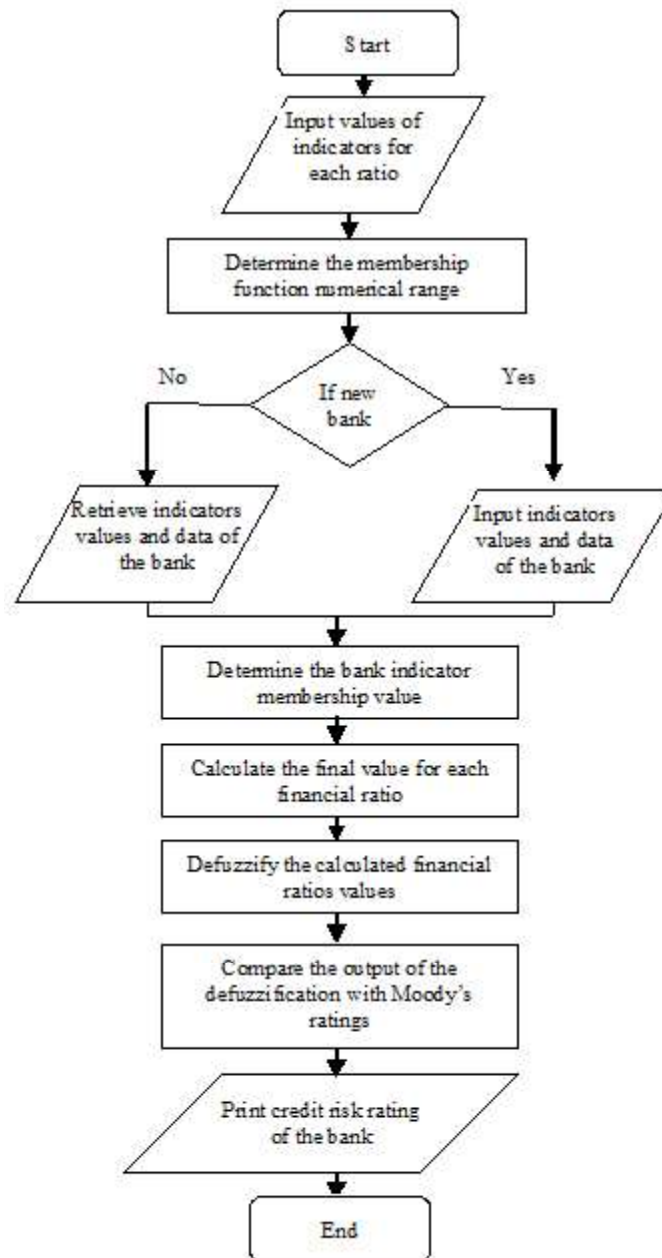 Start
Input values of
indicators for
each ratio
Determine the membership
function numerical range
No
If new
bank
Yes
Retrieve indicators
values and data of
the bank
Input indicators
values and data
of the bank
Determine the bank indicator
membership value
Calculate the final value for each
financial ratio
Defuzzify the calculated financial
ratios values
Compare the output of the
defuzzification with Moody's
ratings
Print credit risk rating
of the bank
End